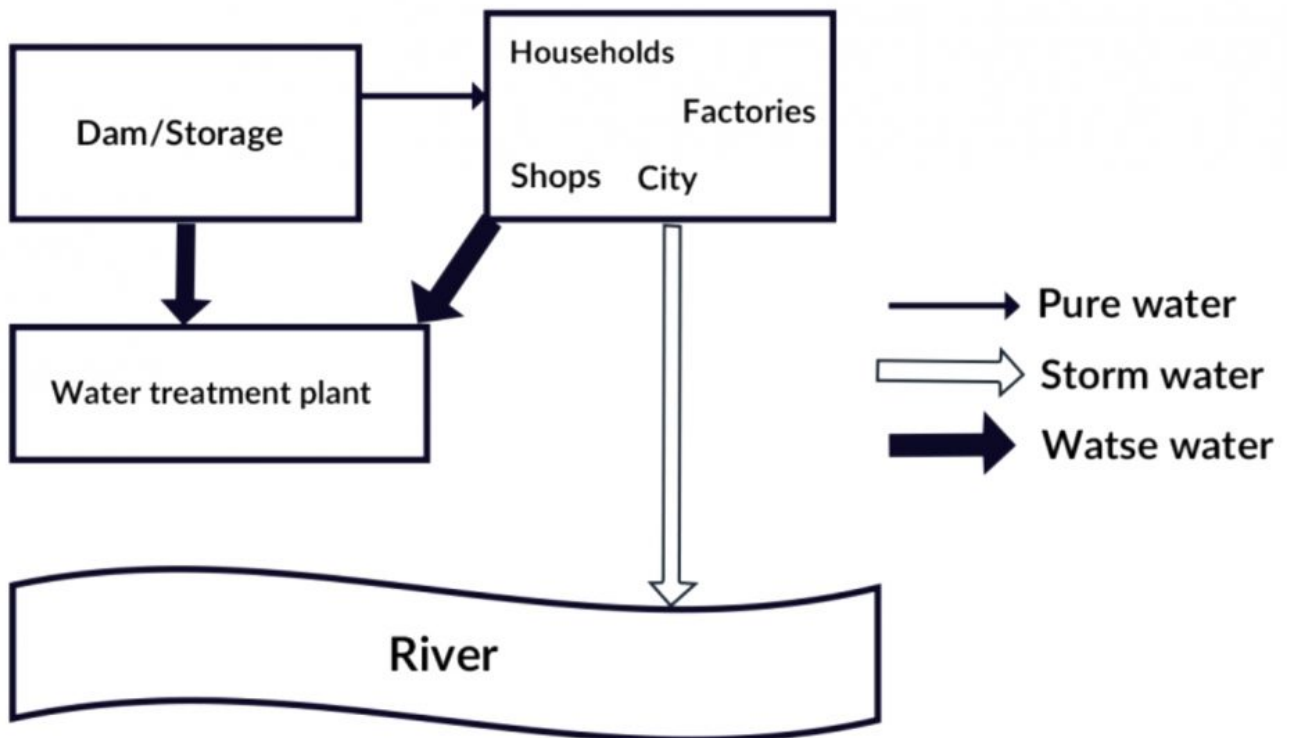 Households
Factories
Dam/Storage
Shops City
Water treatment plant
Pure water
Storm water
Watse water
River